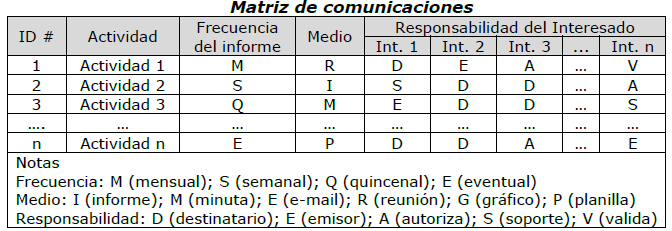 Matriz de comunicaciones
ID # Actividad Frecuencia del informe Medio Responsabilidad del Interesado
Int. 1 Int. 2 Int. 3 ... Int. n
1 Actividad 1 M R D E A ... V
2 Actividad 2 S I S D D ... A
3 Actividad 3 Q M E D D ... S
.... ... ... ... ... ... ... ... ...
n Actividad n E P D D A ... E
Notas
Frecuencia: M (mensual); S (semanal); Q (quincenal); E (eventual)
Medio: I (informe); M (minuta); E (e-mail); R (reunión); G (gráfico); P (planilla)
Responsabilidad: D (destinatario); E (emisor); A (autoriza); S (soporte); V (valida)